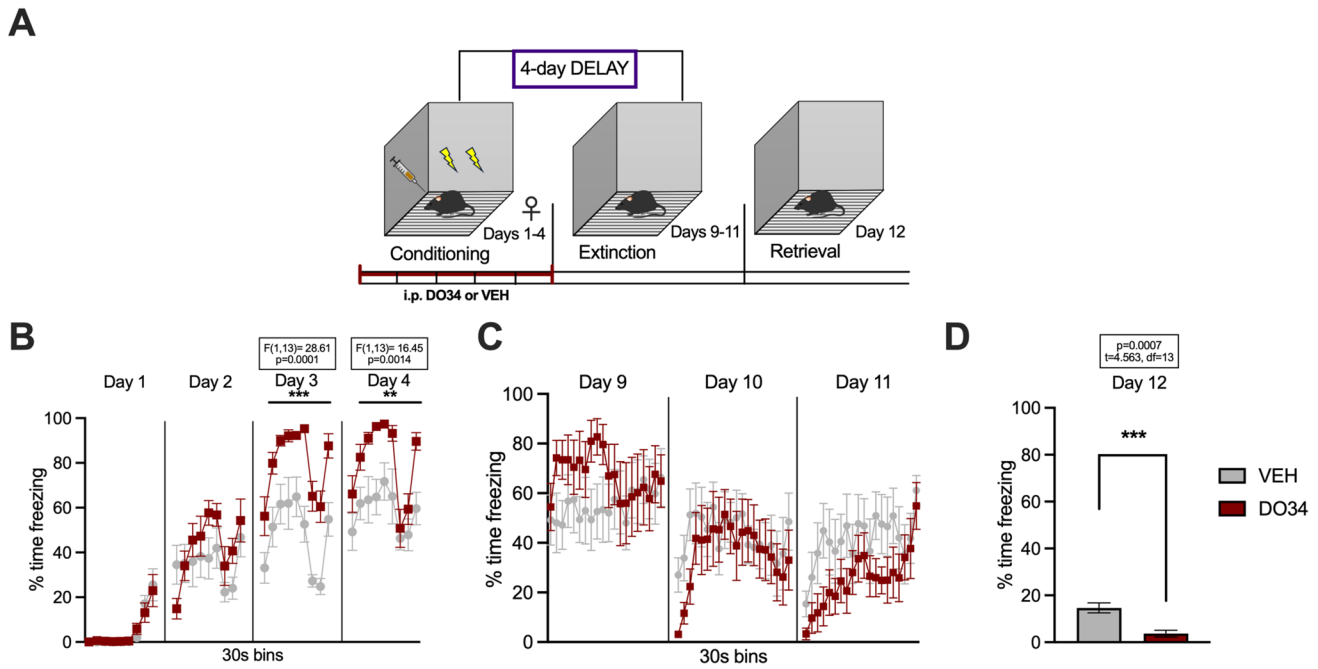 A
4-day DELAY
♀
Days 1-4
Days 9-11
Day 12
Conditioning
Extinction
Retrieval
i.p. DO34 or VEH
B
F(1,13)= 28.61
p=0.0001
F(1,13)= 16.45
p=0.0014
Day 1
Day 2
Day 3
Day 4
***
**
% time freezing
100
80
60
40
20
0
30s bins
C
Day 9
Day 10
Day 11
% time freezing
100
80
60
40
20
0
30s bins
D
p=0.0007
t=4.563, df=13
Day 12
***
% time freezing
100
80
60
40
20
0
VEH
DO34